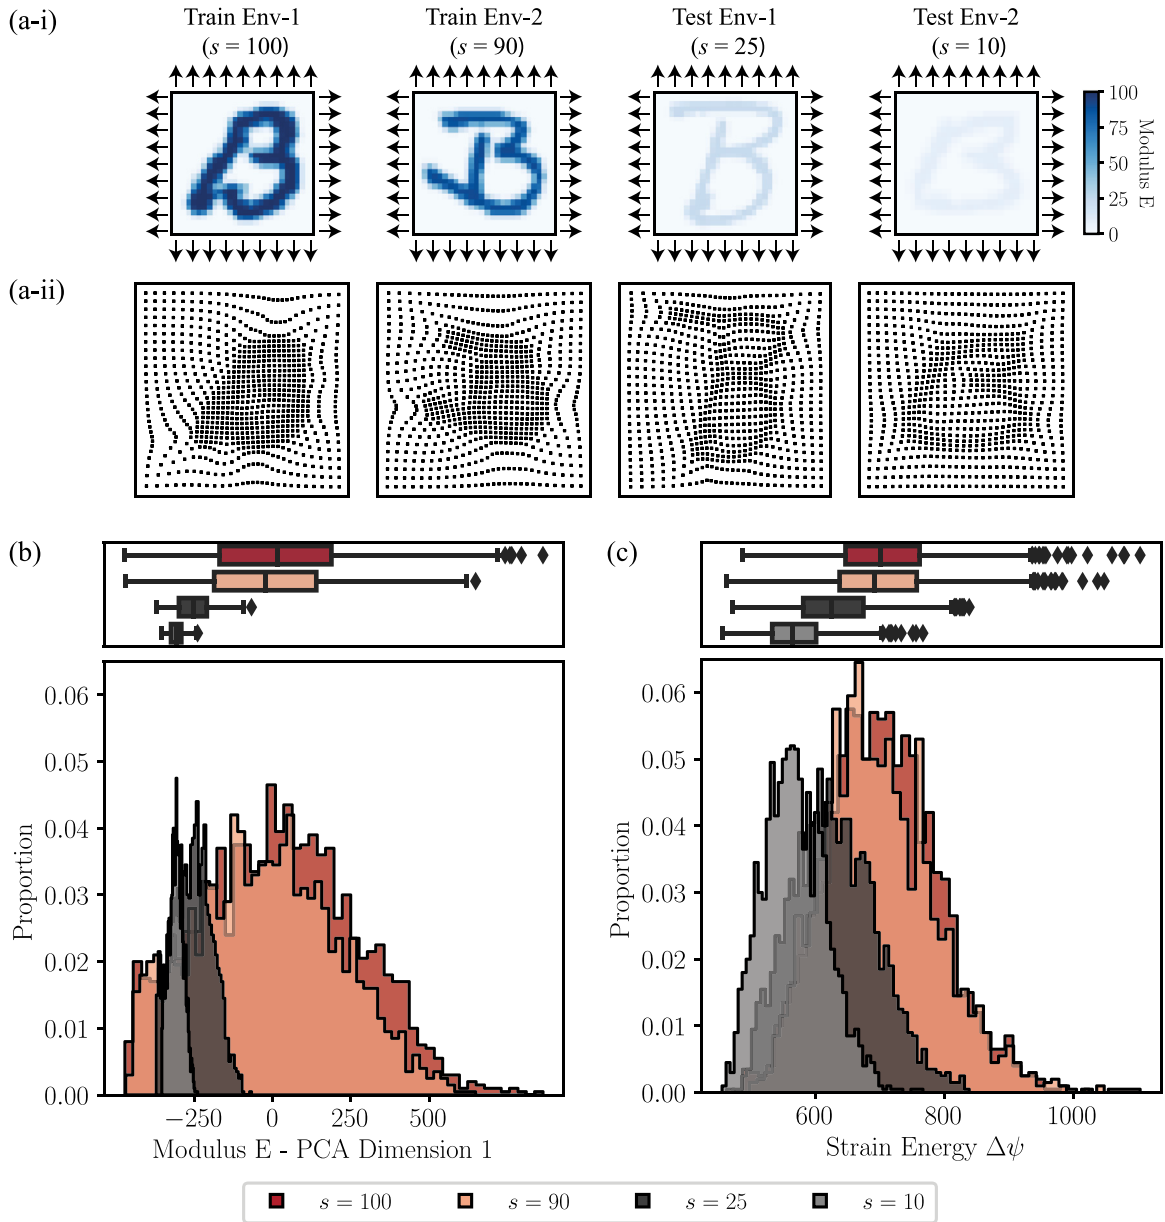 (a-i)
Train Env-1
(s = 100)
Train Env-2
(s = 90)
Test Env-1
(s = 25)
Test Env-2
(s = 10)
B
B
B
B
100
75
50
25
0
Modulus E
(a-ii)
(b)
0.06
0.05
0.04
0.03
0.02
0.01
0.00
Proportion
−250
0
250
500
Modulus E - PCA Dimension 1
(c)
0.06
0.05
0.04
0.03
0.02
0.01
0.00
Proportion
600
800
1000
Strain Energy Δψ
s = 100
s = 90
s = 25
s = 10